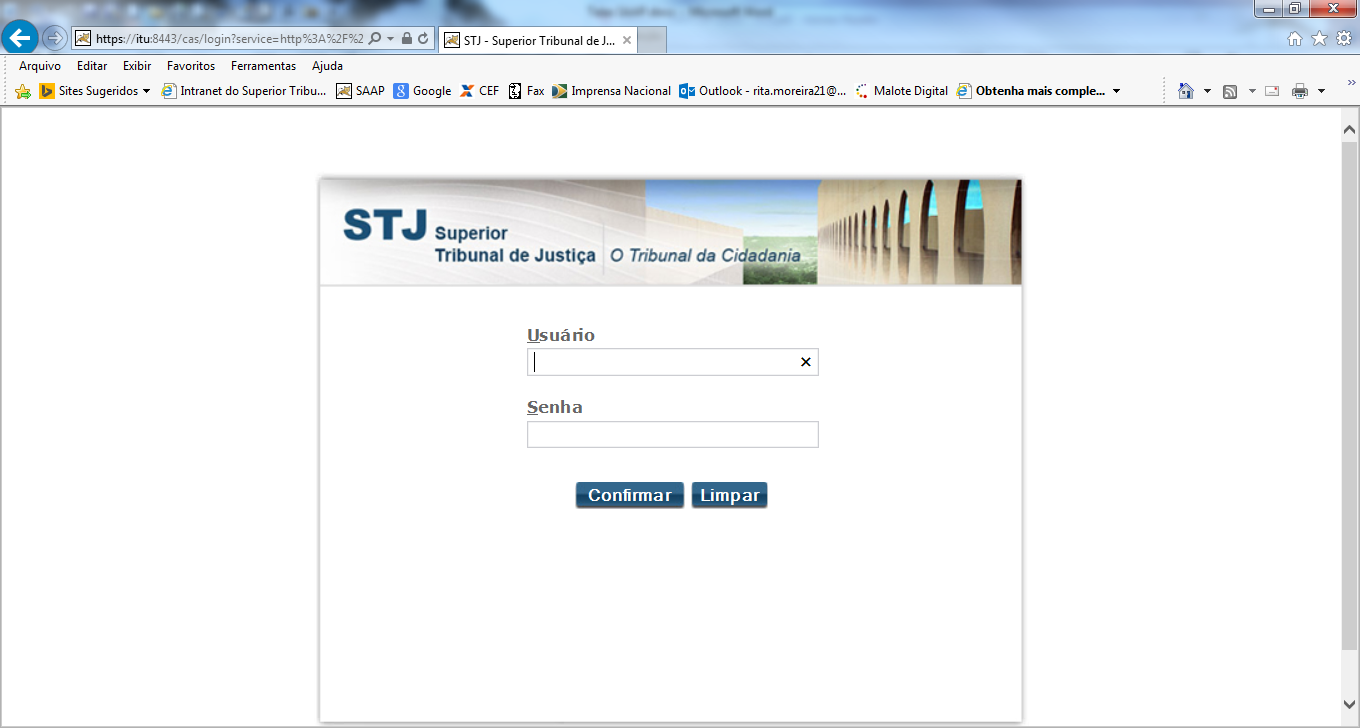 https://itu:8443/cas/login?service=http%3A%2F%2
STJ - Superior Tribunal de J...
Arquivo Editar Exibir Favoritos Ferramentas Ajuda
Sites Sugeridos Intranet do Superior Tribu... SAAP Google CEF Fax Imprensa Nacional Outlook - rita.moreira21@... Malote Digital Obtenha mais comple...
STJ Superior
Tribunal de Justiça O Tribunal da Cidadania
Usuário
Senha
Confirmar Limpar